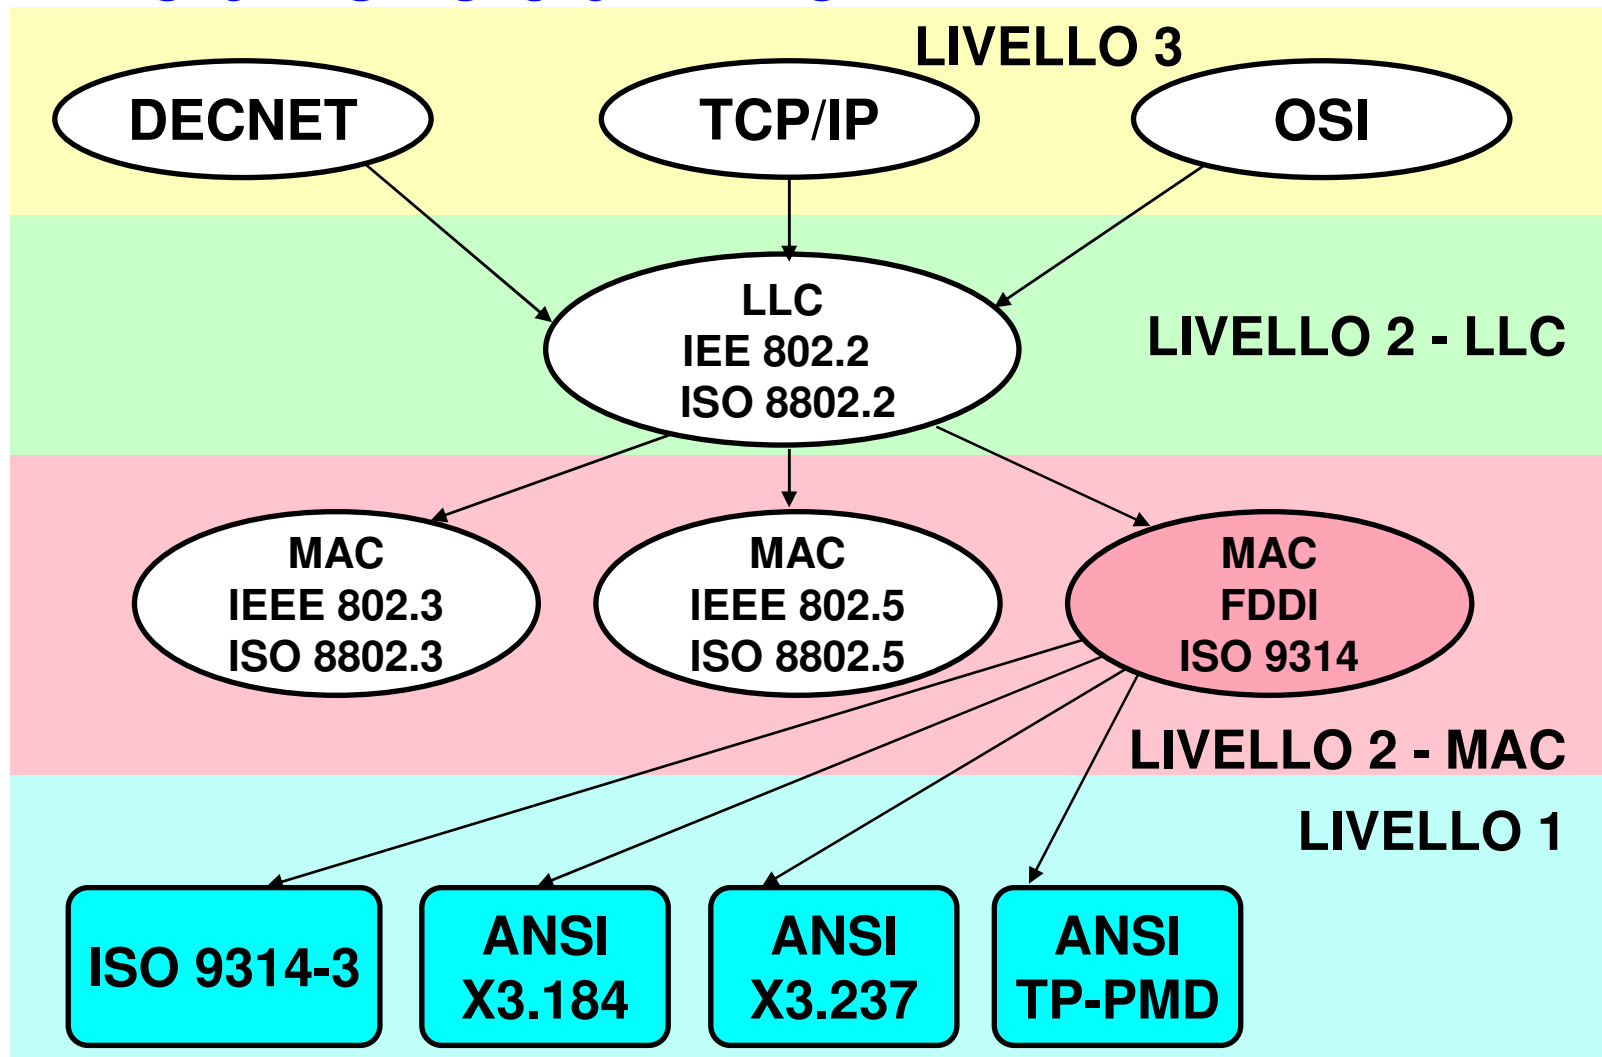 LIVELLO 3
DECNET
TCP/IP
OSI
LLC
IEE 802.2
ISO 8802.2
LIVELLO 2 - LLC
MAC
IEEE 802.3
ISO 8802.3
MAC
IEEE 802.5
ISO 8802.5
MAC
FDDI
ISO 9314
LIVELLO 2 - MAC
LIVELLO 1
ISO 9314-3
ANSI
X3.184
ANSI
X3.237
ANSI
TP-PMD